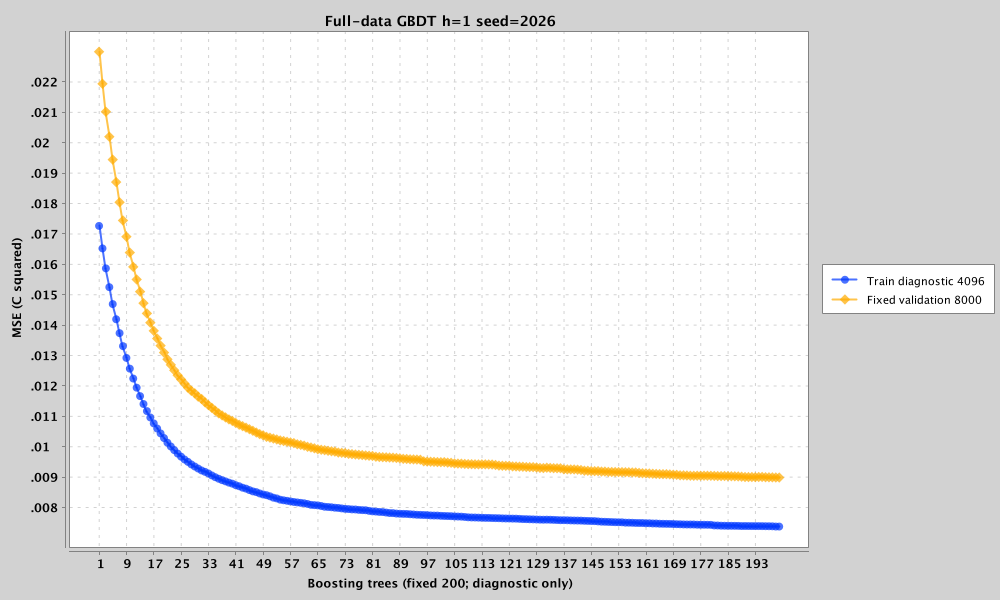 Full-data GBDT h=1 seed=2026
MSE (C squared)
.022
.021
.02
.019
.018
.017
.016
.015
.014
.013
.012
.011
.01
.009
.008
1 9 17 25 33 41 49 57 65 73 81 89 97 105 113 121 129 137 145 153 161 169 177 185 193
Boosting trees (fixed 200; diagnostic only)
Train diagnostic 4096
Fixed validation 8000